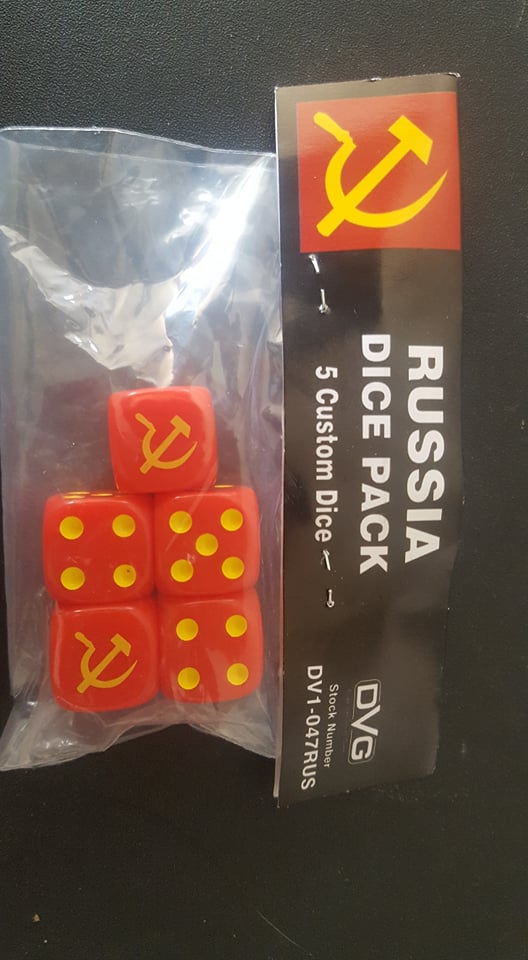 RUSSIA
DICE PACK
5 Custom Dice
DVG
Stock Number
DV1-047RUS